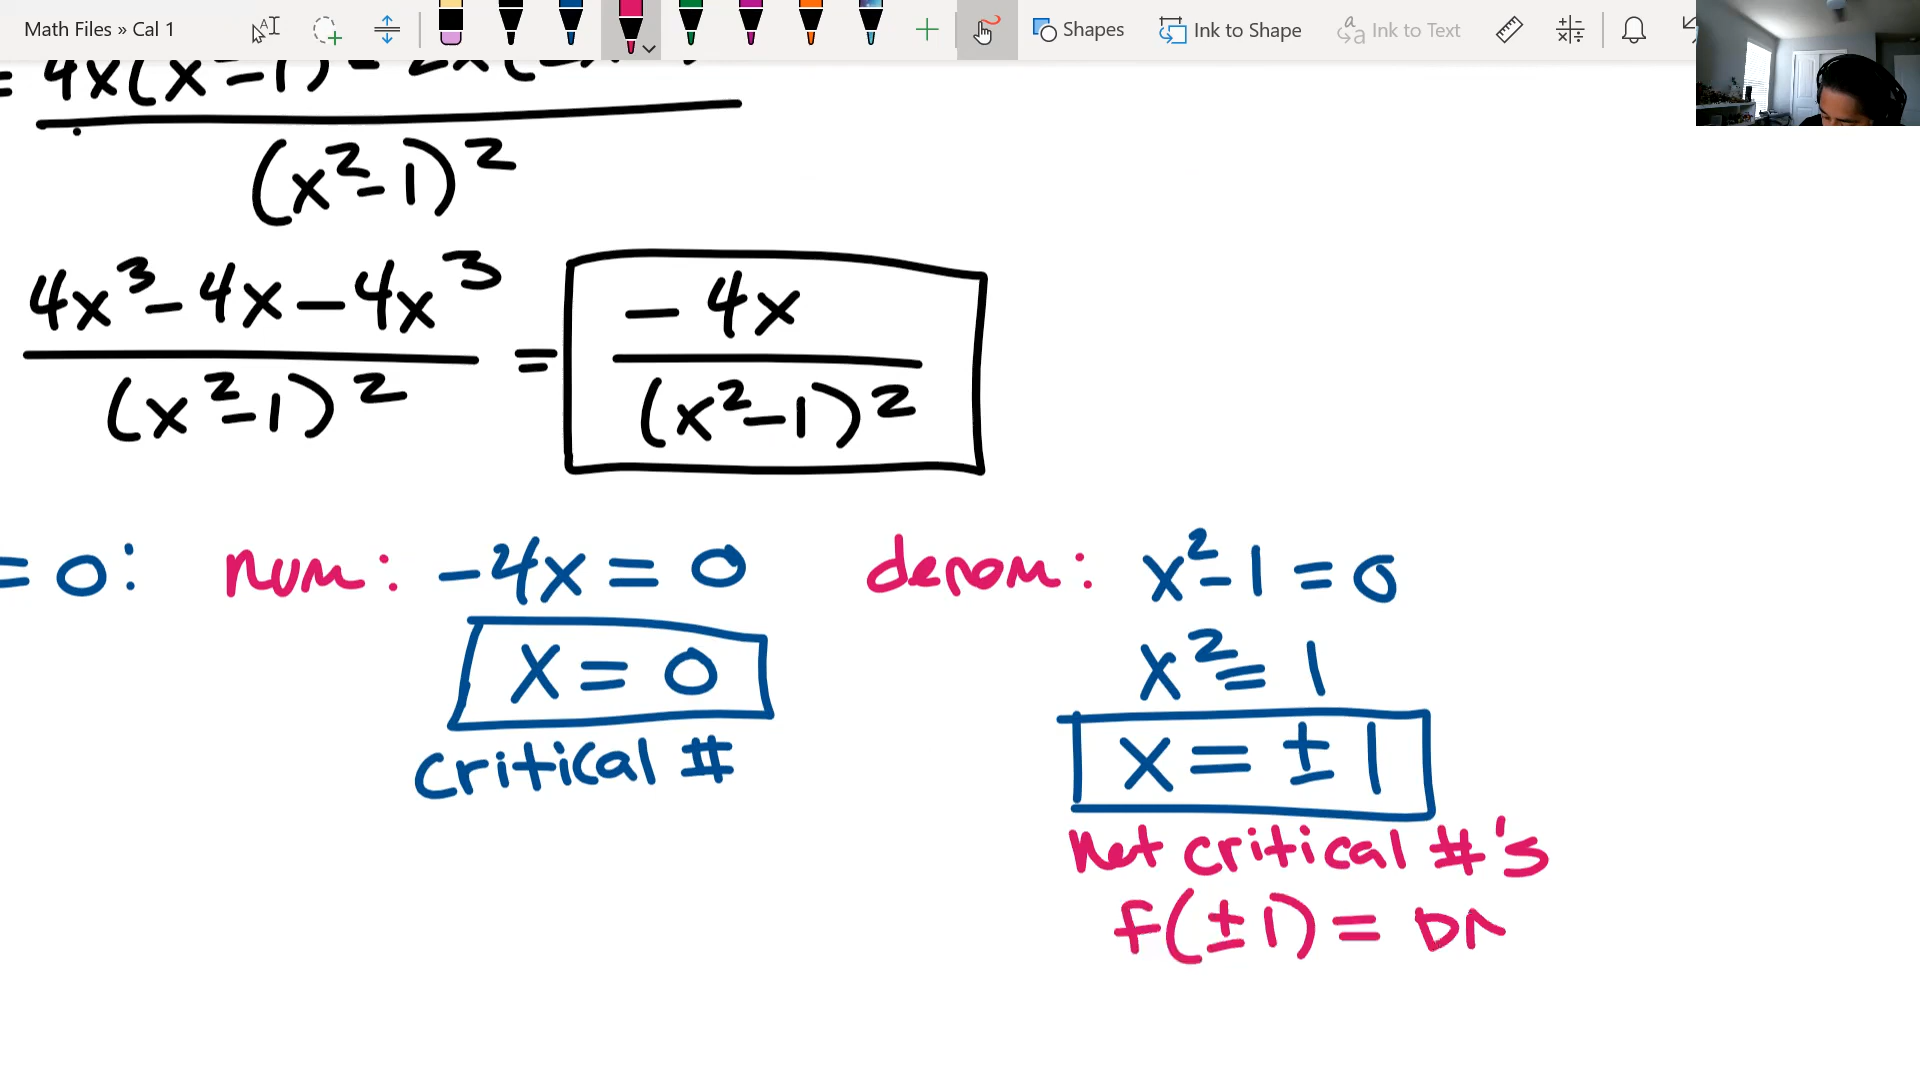 Math Files » Cal 1
Shapes
Ink to Shape
Ink to Text
(x²-1)²
4x³-4x-4x³ / (x²-1)² = -4x / (x²-1)²
= 0: num: -4x = 0 denom: x²-1 = 0
x = 0 x² = 1
critical # x = ±1
Not critical #'s
f(±1) = DN